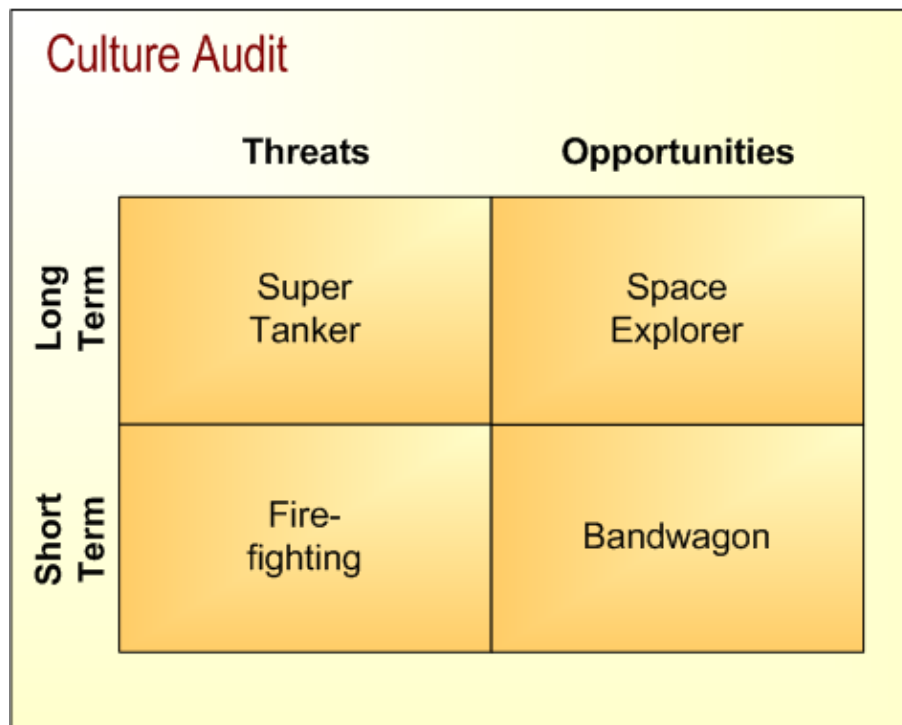 Culture Audit
Threats Opportunities
Long
Term
Super
Tanker
Space
Explorer
Short
Term
Fire-
fighting
Bandwagon